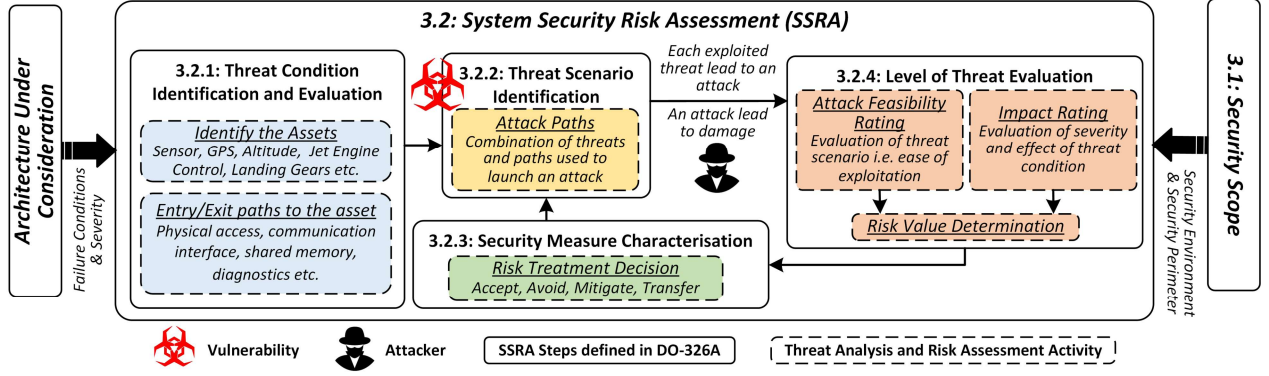 Architecture Under
Consideration
Failure Conditions
& Severity
3.2: System Security Risk Assessment (SSRA)
3.2.1: Threat Condition
Identification and Evaluation
Identify the Assets
Sensor, GPS, Altitude, Jet Engine
Control, Landing Gears etc.
Entry/Exit paths to the asset
Physical access, communication
interface, shared memory,
diagnostics etc.
3.2.2: Threat Scenario
Identification
Attack Paths
Combination of threats
and paths used to
launch an attack
Each exploited
threat lead to an
attack
An attack lead
to damage
3.2.3: Security Measure Characterisation
Risk Treatment Decision
Accept, Avoid, Mitigate, Transfer
3.2.4: Level of Threat Evaluation
Attack Feasibility
Rating
Evaluation of threat
scenario i.e. ease of
exploitation
Impact Rating
Evaluation of severity
and effect of threat
condition
Risk Value Determination
3.1: Security Scope
Security Environment
& Security Perimeter
Vulnerability
Attacker
SSRA Steps defined in DO-326A
Threat Analysis and Risk Assessment Activity